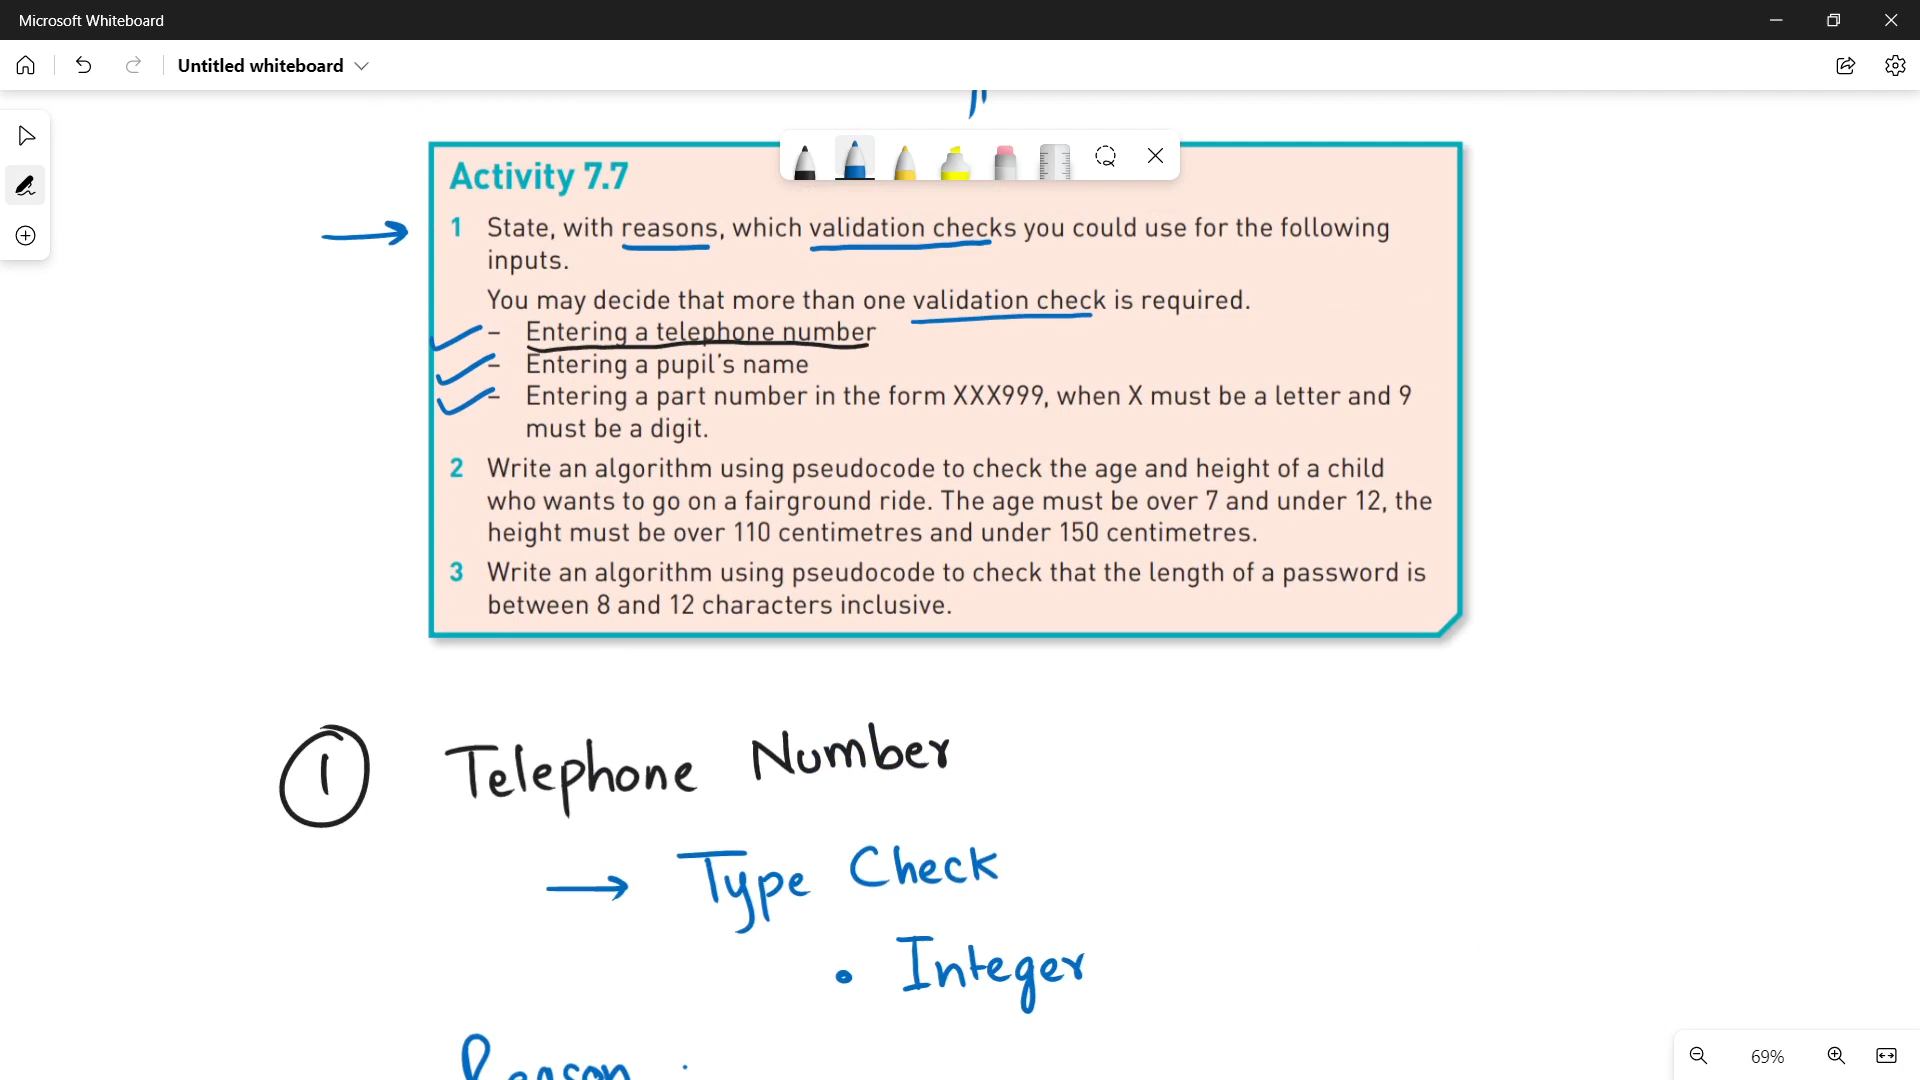 Microsoft Whiteboard
Untitled whiteboard
Activity 7.7
1 State, with reasons, which validation checks you could use for the following
inputs.
You may decide that more than one validation check is required.
– Entering a telephone number
– Entering a pupil's name
– Entering a part number in the form XXX999, when X must be a letter and 9
must be a digit.
2 Write an algorithm using pseudocode to check the age and height of a child
who wants to go on a fairground ride. The age must be over 7 and under 12, the
height must be over 110 centimetres and under 150 centimetres.
3 Write an algorithm using pseudocode to check that the length of a password is
between 8 and 12 characters inclusive.
1 Telephone Number
→ Type Check
• Integer
Reason :
69%